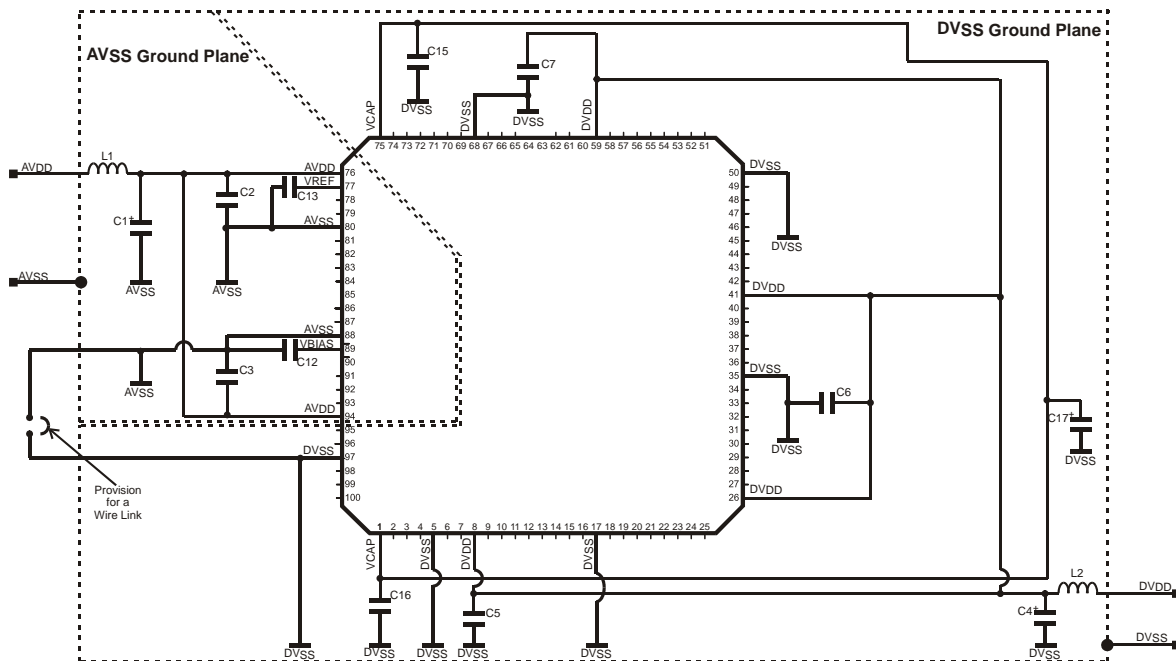 AVSS Ground Plane
DVSS Ground Plane
C15
C7
DVSS
DVSS
VCAP
DVSS
DVDD
75 74 73 72 71 70 69 68 67 66 65 64 63 62 61 60 59 58 57 56 55 54 53 52 51
AVDD
L1
AVDD
VREF
C2
C13
C1‡
AVSS
AVSS
AVSS
AVSS
76
77
78
79
80
81
82
83
84
85
86
87
88
89
90
91
92
93
94
95
96
97
98
99
100
DVSS
DVSS
50
49
48
47
46
45
44
43
42
41
40
39
38
37
36
35
34
33
32
31
30
29
28
27
26
DVDD
DVSS
C6
DVSS
DVDD
C17‡
DVSS
AVSS
VBIAS
C12
C3
AVSS
AVDD
DVSS
Provision
for a
Wire Link
1 2 3 4 5 6 7 8 9 10 11 12 13 14 15 16 17 18 19 20 21 22 23 24 25
VCAP
DVSS
DVDD
DVSS
C16
C5
L2
DVDD
C4‡
DVSS
DVSS
DVSS
DVSS
DVSS
DVSS
DVSS